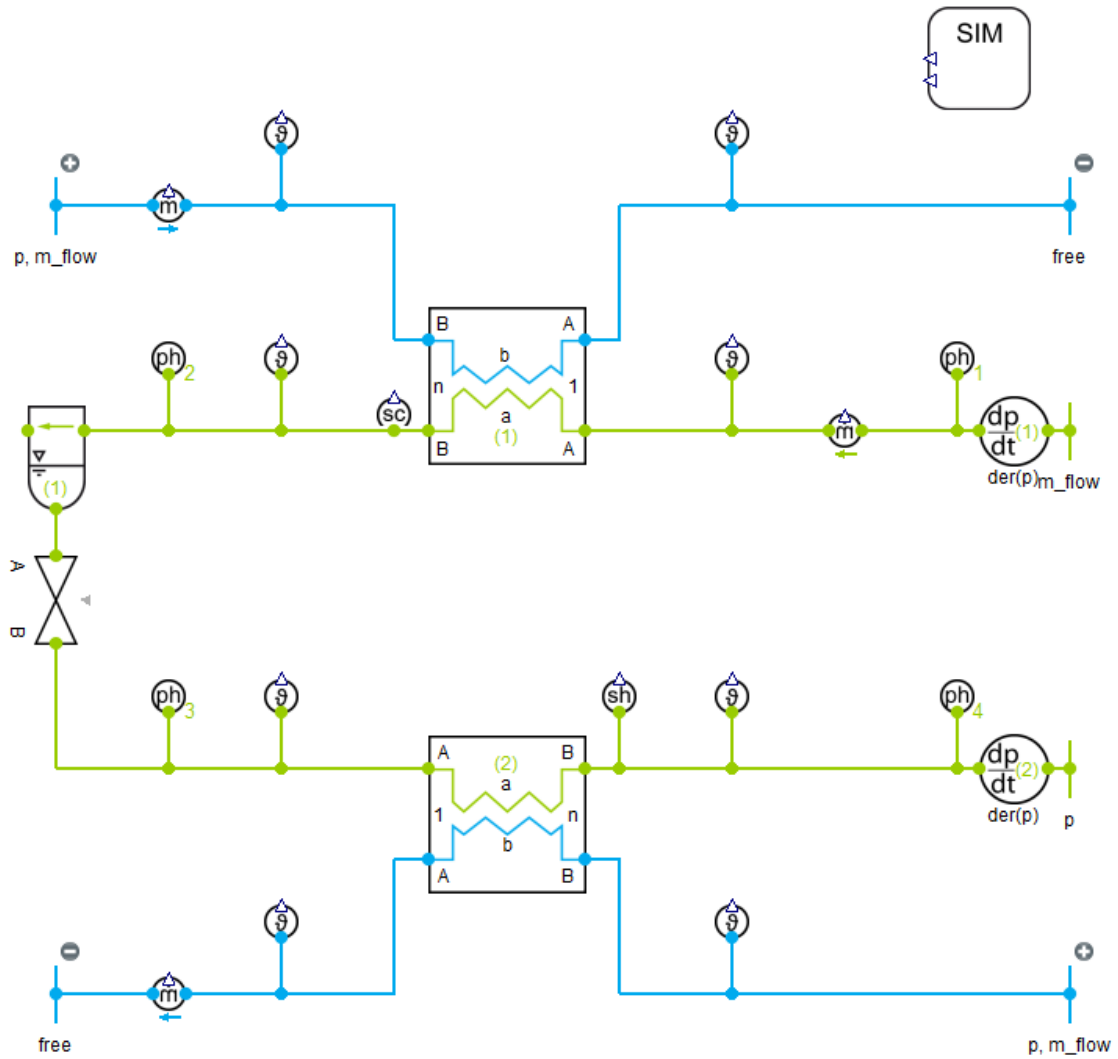 SIM
ϑ
ϑ
m
p, m_flow
free
B
A
b
n
1
a
(1)
B
A
ph
2
ϑ
sc
ϑ
m
ph
1
dp
dt
(1)
der(p)
m_flow
(1)
A
B
ph
3
ϑ
sh
ϑ
ph
4
dp
dt
(2)
der(p)
p
A
B
(2)
a
1
n
b
A
B
ϑ
ϑ
m
free
p, m_flow